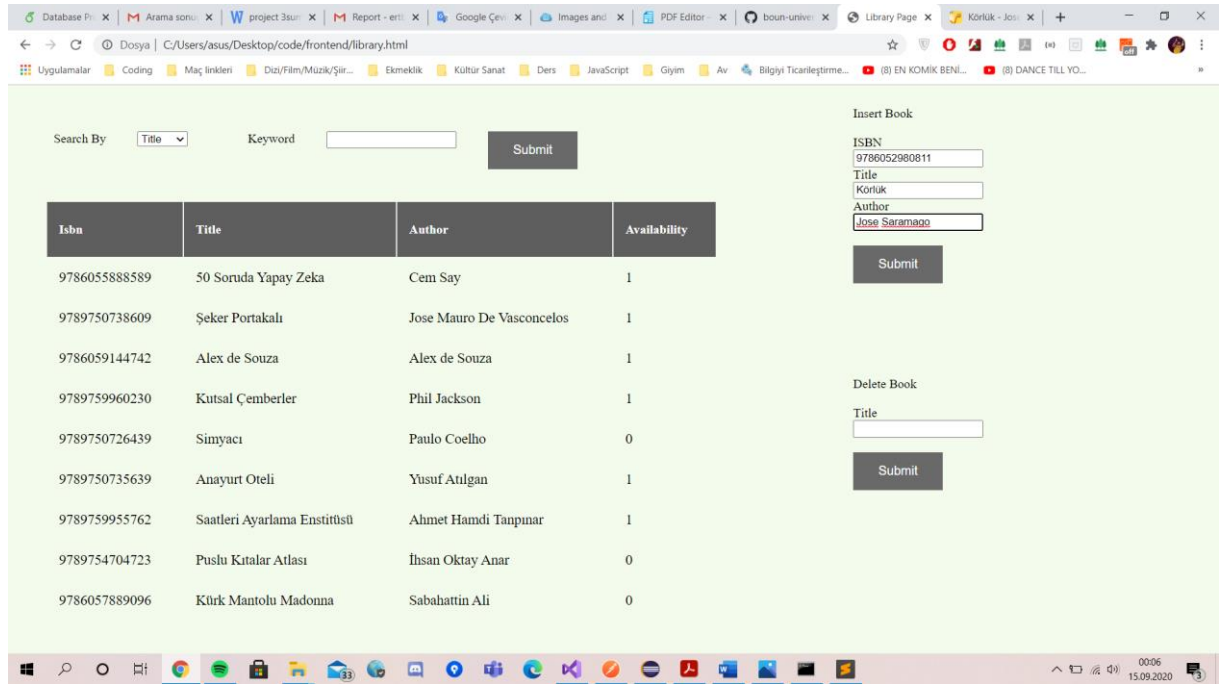 Database Pr
Arama sonuç
project 3sum
Report - erti
Google Çevi
Images and
PDF Editor -
boun-univer
Library Page
Körlük - Jose
Dosya | C:/Users/asus/Desktop/code/frontend/library.html
Uygulamalar Coding Maç linkleri Dizi/Film/Müzik/Şiir... Ekmeklik Kültür Sanat Ders JavaScript Giyim Av Bilgiyi Ticarileştirme... (8) EN KOMİK BENİ... (8) DANCE TILL YO...
Search By Title Keyword Submit
Isbn Title Author Availability
9786055888589 50 Soruda Yapay Zeka Cem Say 1
9789750738609 Şeker Portakalı Jose Mauro De Vasconcelos 1
9786059144742 Alex de Souza Alex de Souza 1
9789759960230 Kutsal Çemberler Phil Jackson 1
9789750726439 Simyacı Paulo Coelho 0
9789750735639 Anayurt Oteli Yusuf Atılgan 1
9789759955762 Saatleri Ayarlama Enstitüsü Ahmet Hamdi Tanpınar 1
9789754704723 Puslu Kıtalar Atlası İhsan Oktay Anar 0
9786057889096 Kürk Mantolu Madonna Sabahattin Ali 0
Insert Book
ISBN
9786052980811
Title
Körlük
Author
Jose Saramago
Submit
Delete Book
Title
Submit
33
00:06
15.09.2020
3